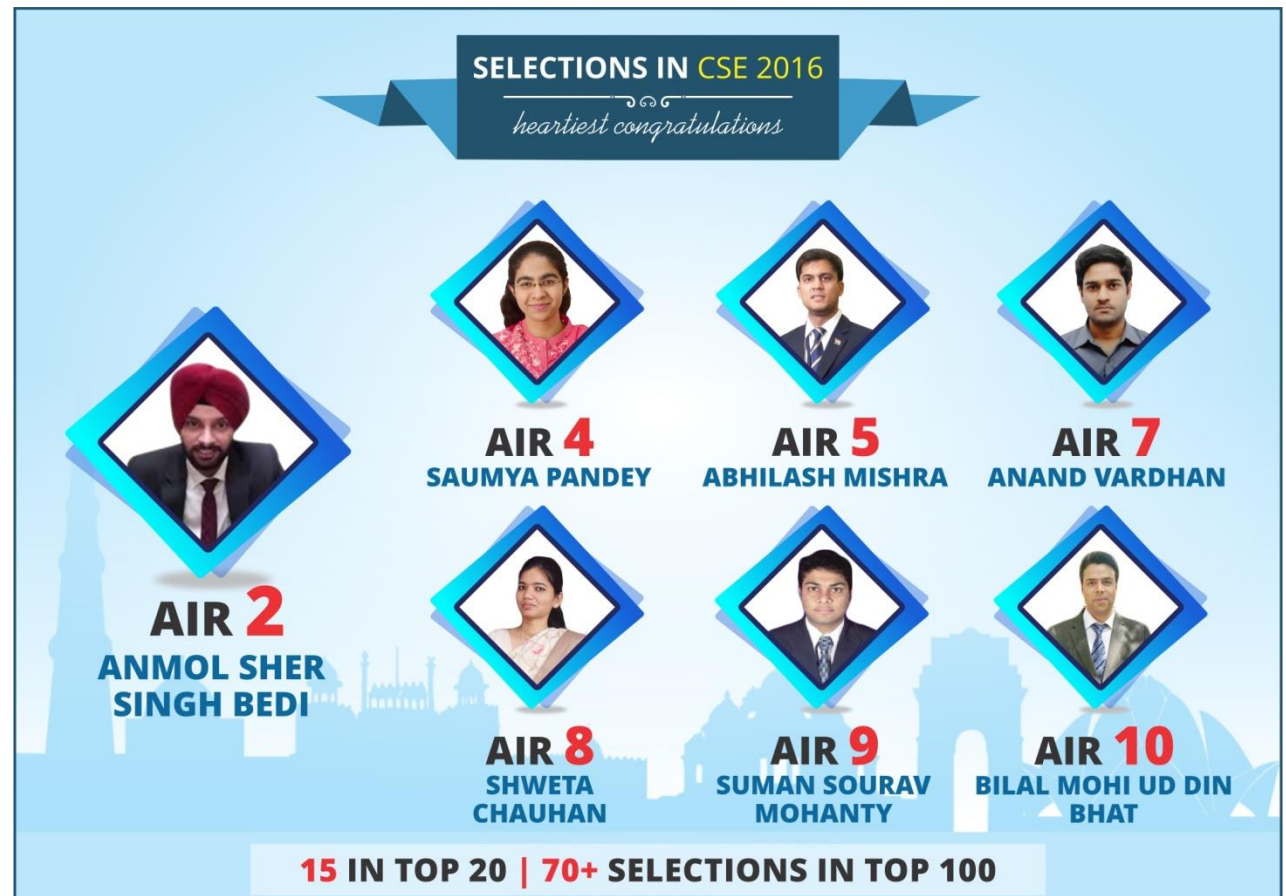 SELECTIONS IN CSE 2016
heartiest congratulations
AIR 2
ANMOL SHER
SINGH BEDI
AIR 4
SAUMYA PANDEY
AIR 5
ABHILASH MISHRA
AIR 7
ANAND VARDHAN
AIR 8
SHWETA
CHAUHAN
AIR 9
SUMAN SOURAV
MOHANTY
AIR 10
BILAL MOHI UD DIN
BHAT
15 IN TOP 20 | 70+ SELECTIONS IN TOP 100